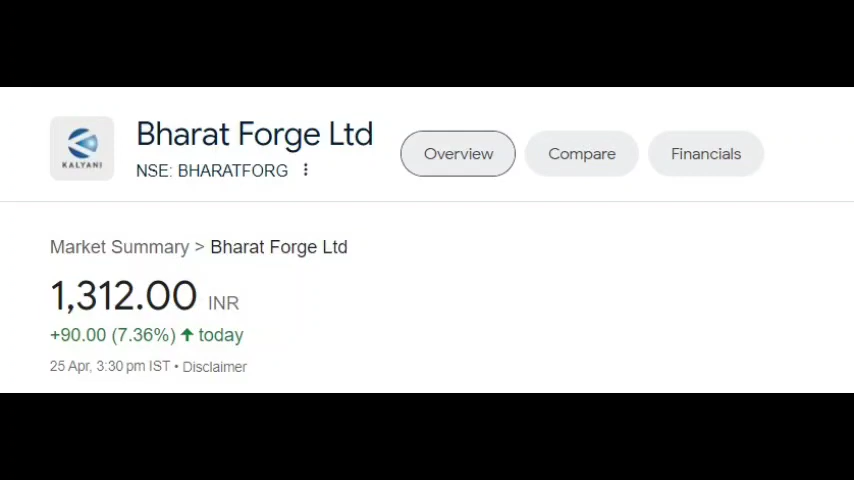 Bharat Forge Ltd
NSE: BHARATFORG
KALYANI
Overview Compare Financials
Market Summary > Bharat Forge Ltd
1,312.00 INR
+90.00 (7.36%) ↑ today
25 Apr, 3:30 pm IST • Disclaimer